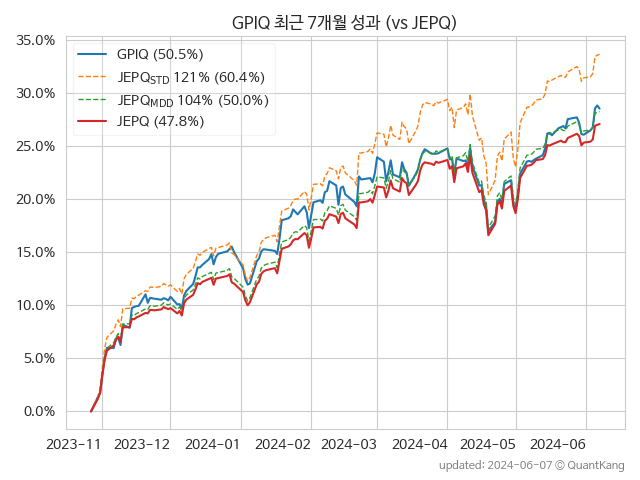 GPIQ 최근 7개월 성과 (vs JEPQ)
35.0%
30.0%
25.0%
20.0%
15.0%
10.0%
5.0%
0.0%
GPIQ (50.5%)
JEPQSTD 121% (60.4%)
JEPQMDD 104% (50.0%)
JEPQ (47.8%)
2023-11 2023-12 2024-01 2024-02 2024-03 2024-04 2024-05 2024-06
updated: 2024-06-07 © QuantKang